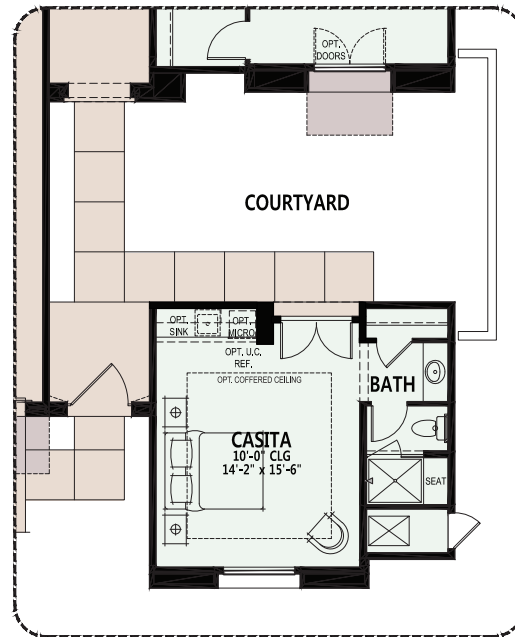 OPT.
DOORS
COURTYARD
OPT.
SINK
OPT.
MICRO
OPT. U.C.
REF.
OPT. COFFERED CEILING
BATH
CASITA
10'-0" CLG
14'-2" x 15'-6"
SEAT